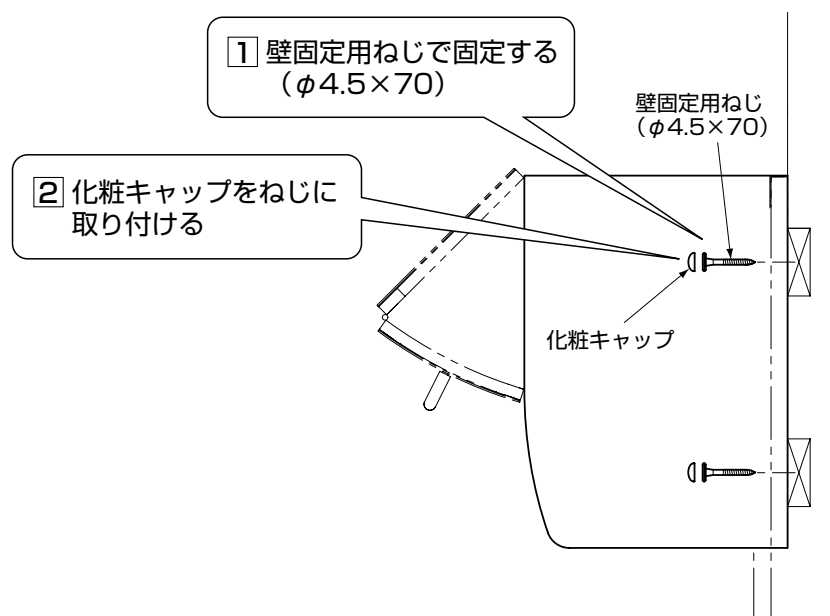 1 壁固定用ねじで固定する
（φ4.5×70）
壁固定用ねじ
（φ4.5×70）
2 化粧キャップをねじに
取り付ける
化粧キャップ